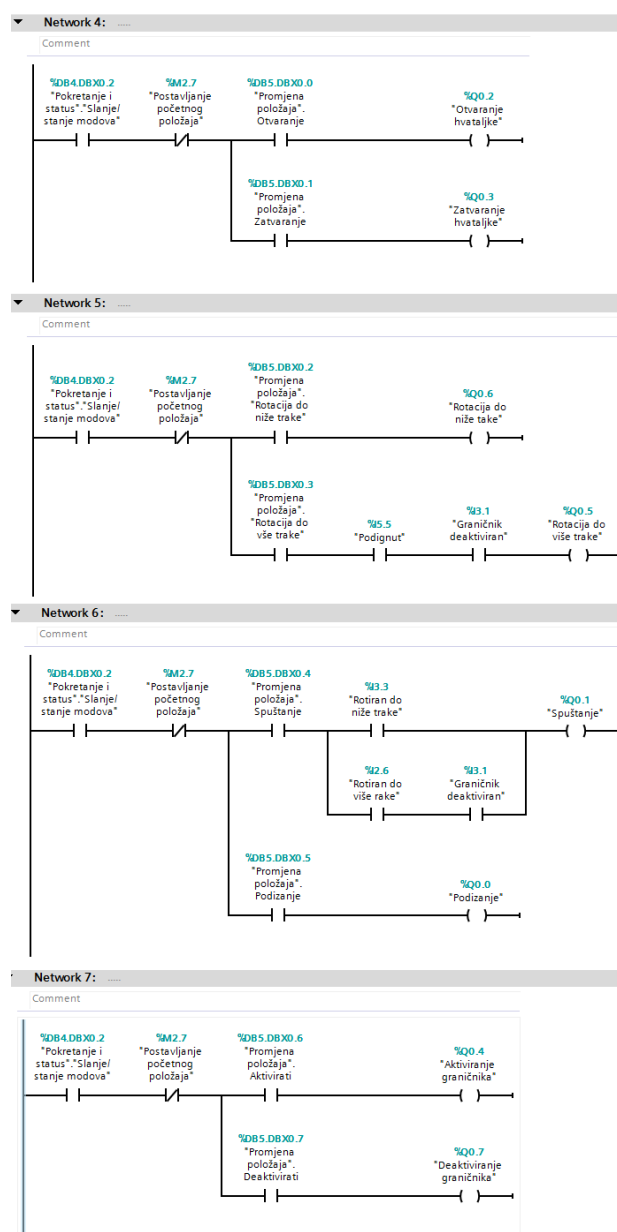 Network 4: .....
Comment
%DB4.DBX0.2
"Pokretanje i
status"."Slanje/
stanje modova"
%M2.7
"Postavljanje
početnog
položaja"
%DB5.DBX0.0
"Promjena
položaja".
Otvaranje
%Q0.2
"Otvaranje
hvataljke"
%DB5.DBX0.1
"Promjena
položaja".
Zatvaranje
%Q0.3
"Zatvaranje
hvataljke"
Network 5: .....
Comment
%DB4.DBX0.2
"Pokretanje i
status"."Slanje/
stanje modova"
%M2.7
"Postavljanje
početnog
položaja"
%DB5.DBX0.2
"Promjena
položaja".
"Rotacija do
niže trake"
%Q0.6
"Rotacija do
niže take"
%DB5.DBX0.3
"Promjena
položaja".
"Rotacija do
vše trake"
%I5.5
"Podignut"
%I3.1
"Graničnik
deaktiviran"
%Q0.5
"Rotacija do
više trake"
Network 6: .....
Comment
%DB4.DBX0.2
"Pokretanje i
status"."Slanje/
stanje modova"
%M2.7
"Postavljanje
početnog
položaja"
%DB5.DBX0.4
"Promjena
položaja".
Spuštanje
%I3.3
"Rotiran do
niže trake"
%Q0.1
"Spuštanje"
%I2.6
"Rotiran do
više rake"
%I3.1
"Graničnik
deaktiviran"
%DB5.DBX0.5
"Promjena
položaja".
Podizanje
%Q0.0
"Podizanje"
Network 7: .....
Comment
%DB4.DBX0.2
"Pokretanje i
status"."Slanje/
stanje modova"
%M2.7
"Postavljanje
početnog
položaja"
%DB5.DBX0.6
"Promjena
položaja".
Aktivirati
%Q0.4
"Aktiviranje
graničnika"
%DB5.DBX0.7
"Promjena
položaja".
Deaktivirati
%Q0.7
"Deaktiviranje
graničnika"